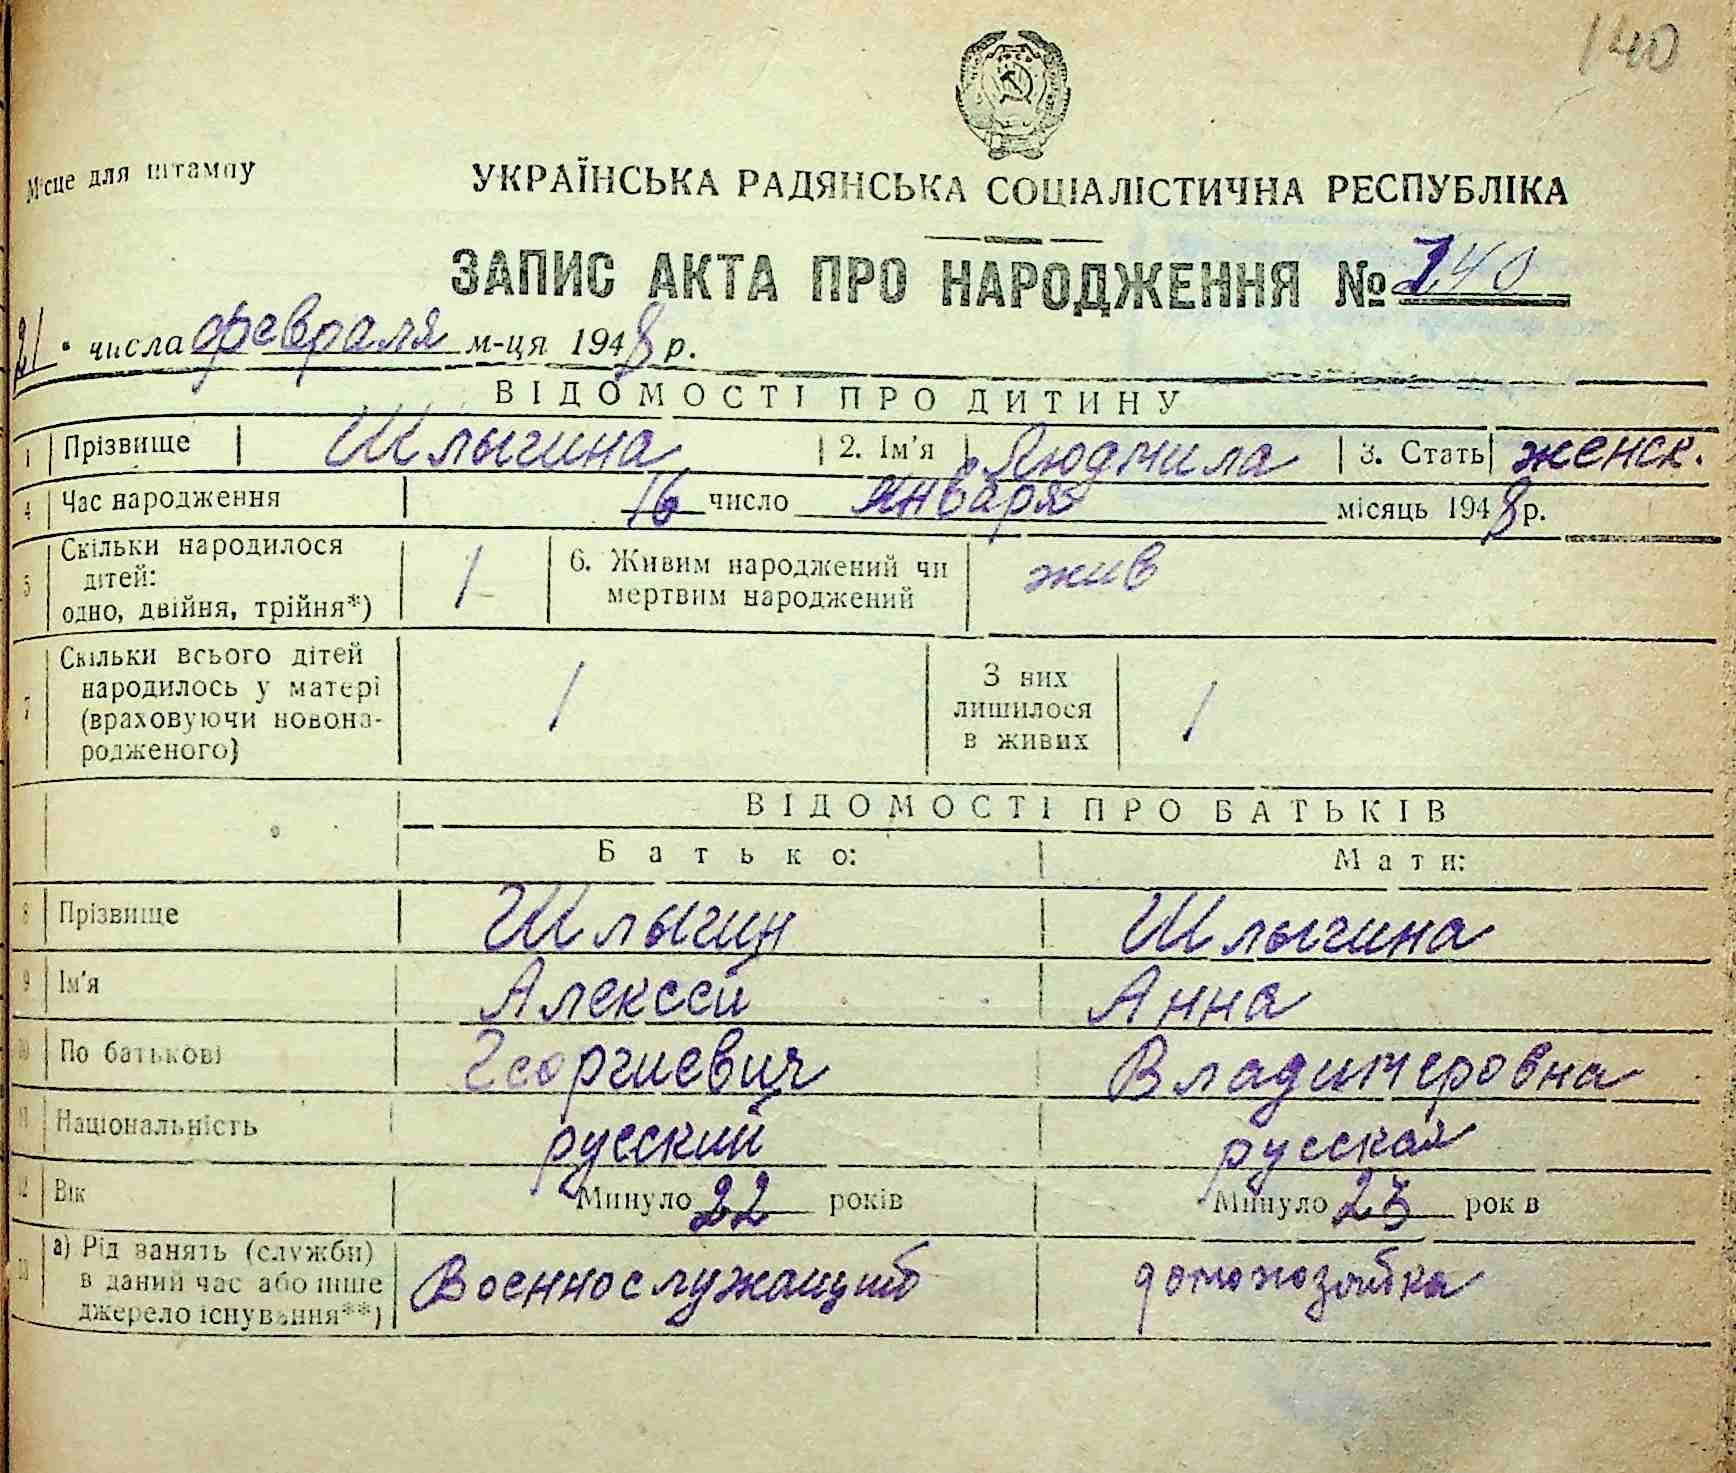 140
Місце для штампу
УКРАЇНСЬКА РАДЯНСЬКА СОЦІАЛІСТИЧНА РЕСПУБЛІКА
ЗАПИС АКТА ПРО НАРОДЖЕННЯ № 140
21 " числа февраля м-ця 1948 р.
ВІДОМОСТІ ПРО ДИТИНУ
1 Прізвище Шлыгина 2. Ім'я Людмила 3. Стать женск.
4 Час народження 16 число января місяць 1948 р.
5 Скільки народилося дітей: одно, двійня, трійня*) 1 6. Живим народжений чи мертвим народжений жив
7 Скільки всього дітей народилось у матері (враховуючи новонародженого) 1 З них лишилося в живих 1
ВІДОМОСТІ ПРО БАТЬКІВ
Батько: Мати:
8 Прізвище Шлыгин Шлыгина
9 Ім'я Алексей Анна
10 По батькові Георгиевич Владимеровна
11 Національність русский русская
12 Вік Минуло 22 років Минуло 23 років
13 а) Рід занять (служби) в даний час або інше джерело існування**) Военнослужащий домохозяйка